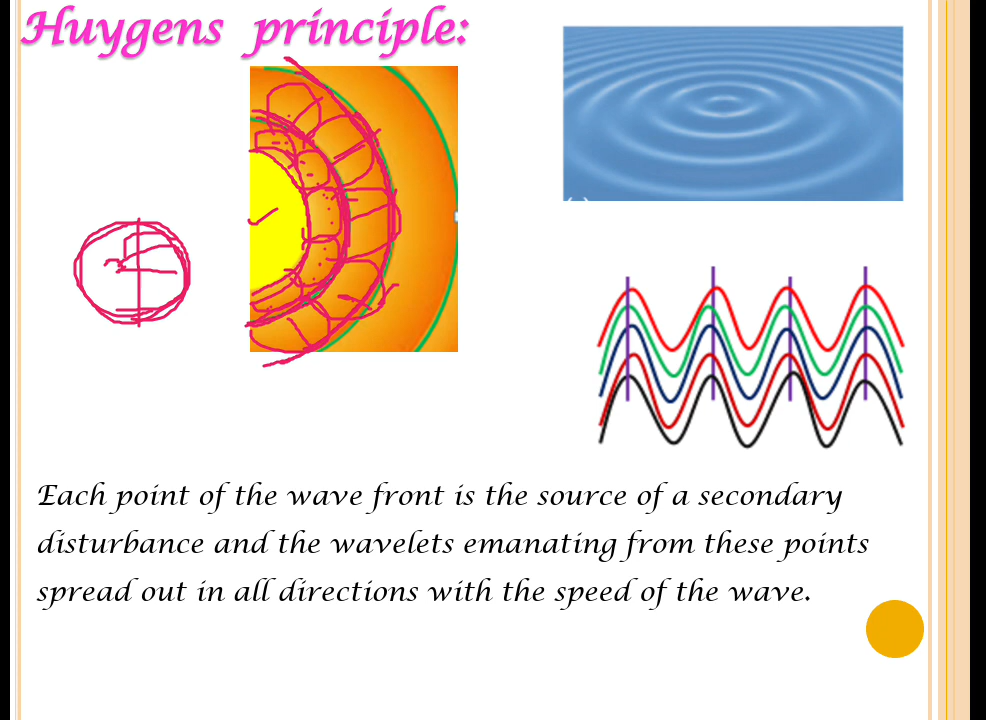 Huygens principle:
Each point of the wave front is the source of a secondary
disturbance and the wavelets emanating from these points
spread out in all directions with the speed of the wave.